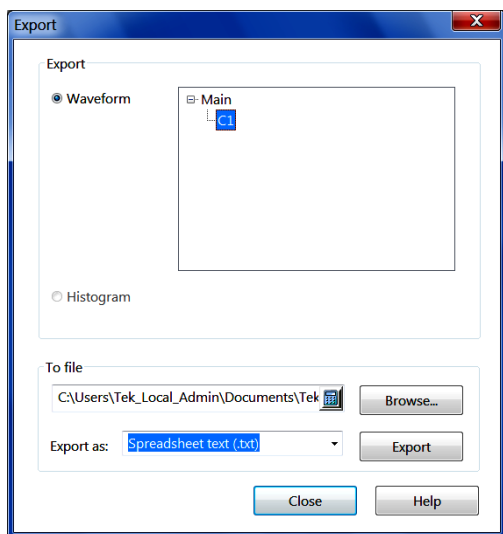 Export
X
Export
Waveform
Main
C1
Histogram
To file
C:\Users\Tek_Local_Admin\Documents\Tek
Browse...
Export as: Spreadsheet text (.txt)
Export
Close
Help